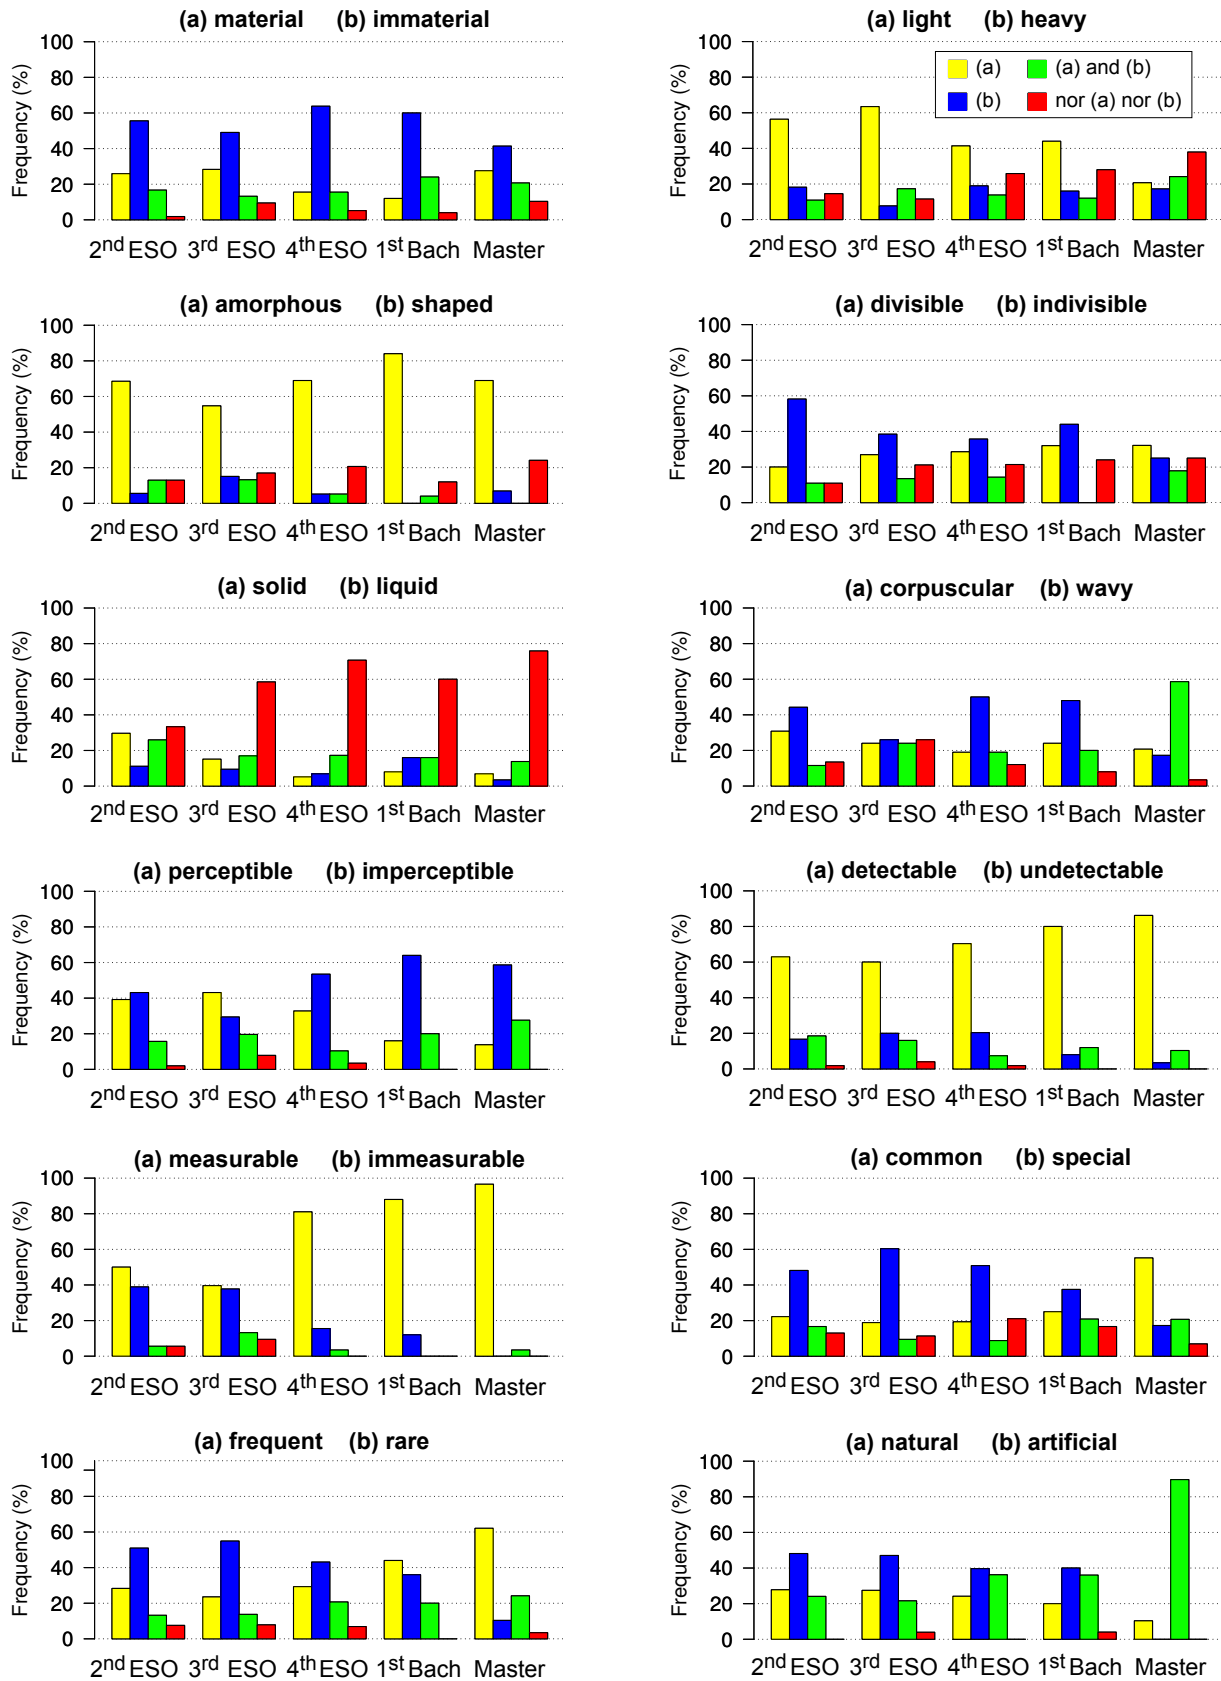 (a) material (b) immaterial
Frequency (%)
100
80
60
40
20
0
2nd ESO 3rd ESO 4th ESO 1st Bach Master
(a) light (b) heavy
(a) (a) and (b)
(b) nor (a) nor (b)
Frequency (%)
100
80
60
40
20
0
2nd ESO 3rd ESO 4th ESO 1st Bach Master
(a) amorphous (b) shaped
Frequency (%)
100
80
60
40
20
0
2nd ESO 3rd ESO 4th ESO 1st Bach Master
(a) divisible (b) indivisible
Frequency (%)
100
80
60
40
20
0
2nd ESO 3rd ESO 4th ESO 1st Bach Master
(a) solid (b) liquid
Frequency (%)
100
80
60
40
20
0
2nd ESO 3rd ESO 4th ESO 1st Bach Master
(a) corpuscular (b) wavy
Frequency (%)
100
80
60
40
20
0
2nd ESO 3rd ESO 4th ESO 1st Bach Master
(a) perceptible (b) imperceptible
Frequency (%)
100
80
60
40
20
0
2nd ESO 3rd ESO 4th ESO 1st Bach Master
(a) detectable (b) undetectable
Frequency (%)
100
80
60
40
20
0
2nd ESO 3rd ESO 4th ESO 1st Bach Master
(a) measurable (b) immeasurable
Frequency (%)
100
80
60
40
20
0
2nd ESO 3rd ESO 4th ESO 1st Bach Master
(a) common (b) special
Frequency (%)
100
80
60
40
20
0
2nd ESO 3rd ESO 4th ESO 1st Bach Master
(a) frequent (b) rare
Frequency (%)
100
80
60
40
20
0
2nd ESO 3rd ESO 4th ESO 1st Bach Master
(a) natural (b) artificial
Frequency (%)
100
80
60
40
20
0
2nd ESO 3rd ESO 4th ESO 1st Bach Master